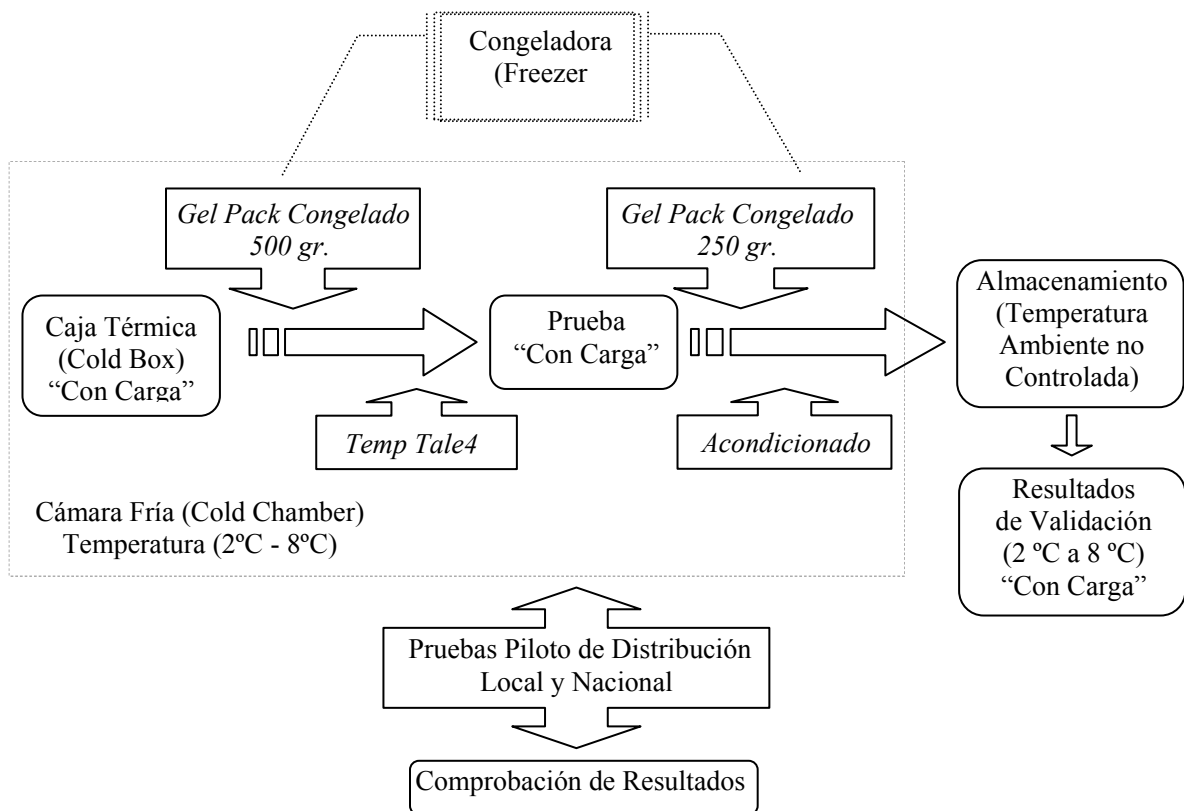 Congeladora
(Freezer
Gel Pack Congelado
500 gr.
Gel Pack Congelado
250 gr.
Caja Térmica
(Cold Box)
“Con Carga”
Prueba
“Con Carga”
Almacenamiento
(Temperatura
Ambiente no
Controlada)
Temp Tale4
Acondicionado
Cámara Fría (Cold Chamber)
Temperatura (2ºC - 8ºC)
Resultados
de Validación
(2 ºC a 8 ºC)
“Con Carga”
Pruebas Piloto de Distribución
Local y Nacional
Comprobación de Resultados